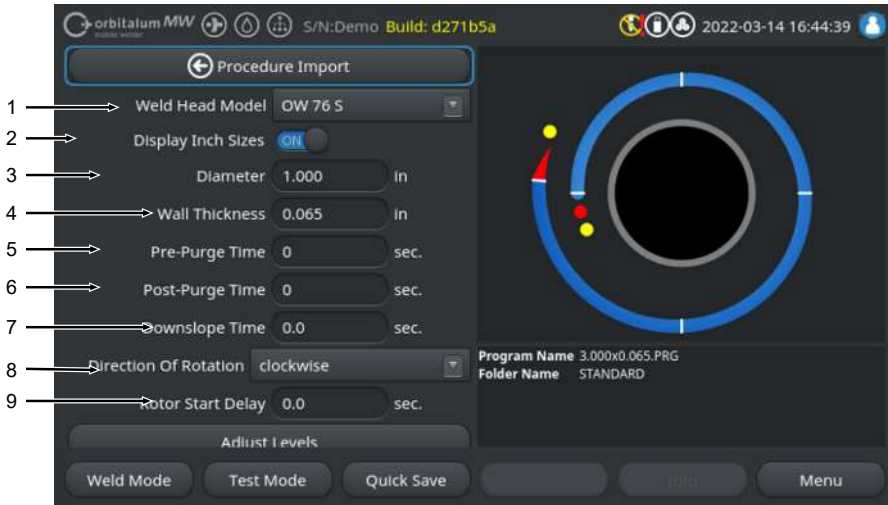 orbitalum MW
mobile welder
S/N:Demo Build: d271b5a
2022-03-14 16:44:39
Procedure Import
1 Weld Head Model OW 76 S
2 Display Inch Sizes ON
3 Diameter 1.000 in
4 Wall Thickness 0.065 in
5 Pre-Purge Time 0 sec.
6 Post-Purge Time 0 sec.
7 Downslope Time 0.0 sec.
8 Direction Of Rotation clockwise
9 Rotor Start Delay 0.0 sec.
Adjust Levels
Program Name 3.000x0.065.PRG
Folder Name STANDARD
Weld Mode
Test Mode
Quick Save
Info
Menu